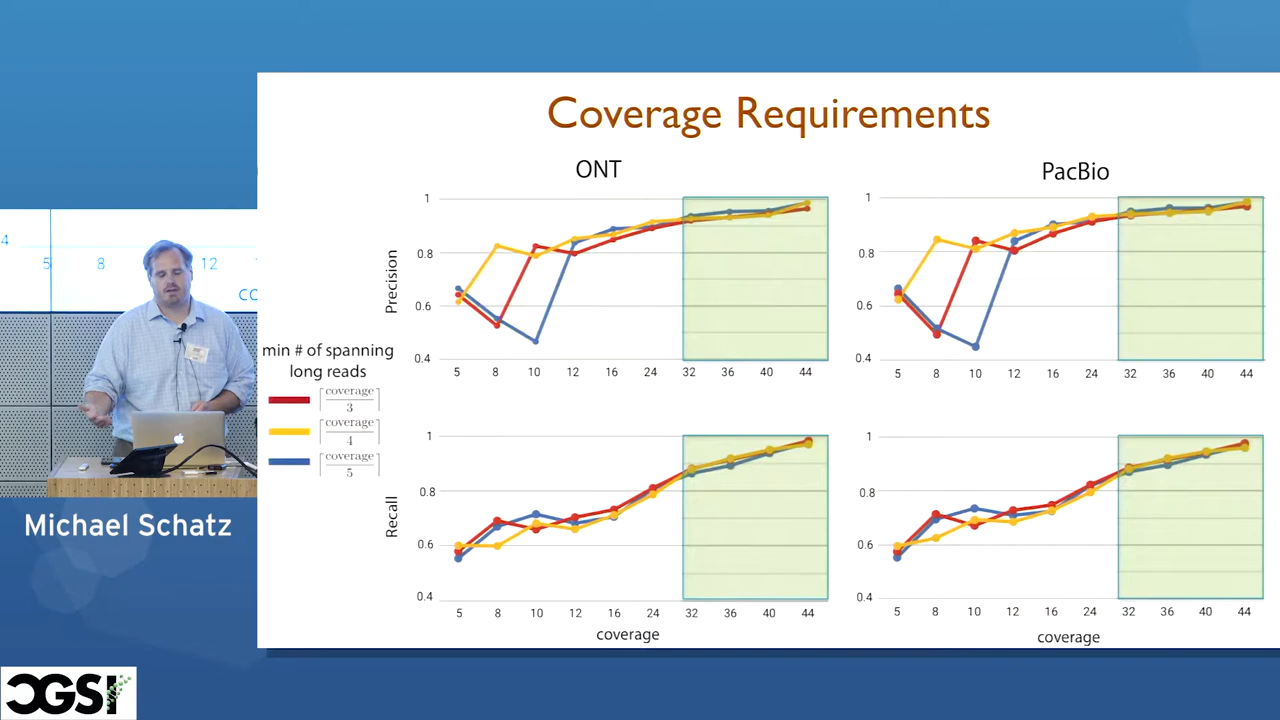 Coverage Requirements
ONT
PacBio
Precision
1
0.8
0.6
0.4
5 8 10 12 16 24 32 36 40 44
1
0.8
0.6
0.4
5 8 10 12 16 24 32 36 40 44
min # of spanning
long reads
coverage
3
coverage
4
coverage
5
Recall
1
0.8
0.6
0.4
5 8 10 12 16 24 32 36 40 44
coverage
1
0.8
0.6
0.4
5 8 10 12 16 24 32 36 40 44
coverage
4
5 8 12
co
Michael Schatz
CGSI